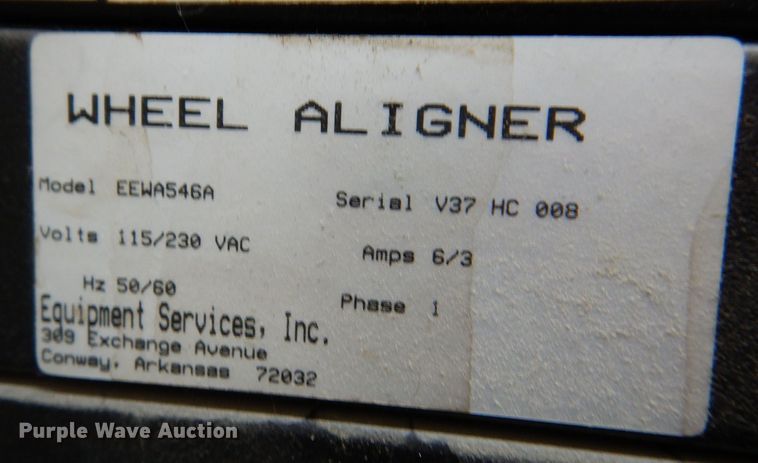 WHEEL ALIGNER
Model EEWA546A Serial V37 HC 008
Volts 115/230 VAC Amps 6/3
Hz 50/60 Phase 1
Equipment Services, Inc.
309 Exchange Avenue
Conway, Arkansas 72032
Purple Wave Auction